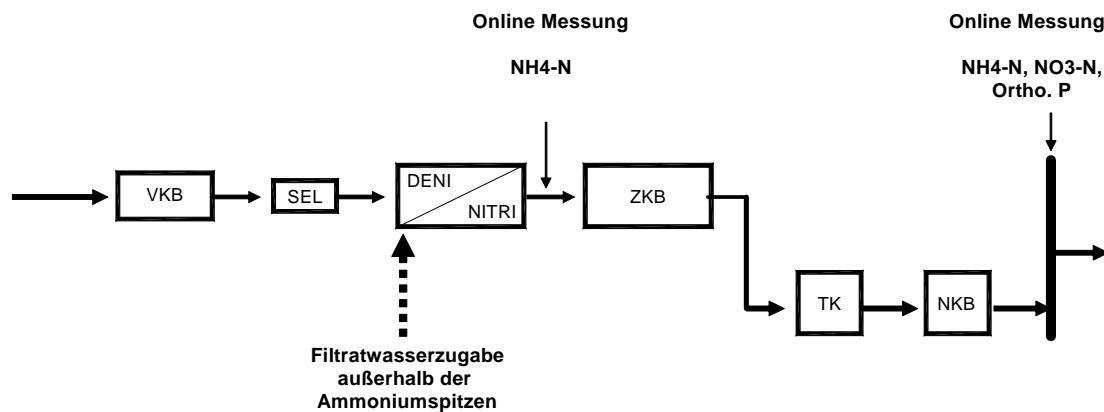 Online Messung
NH4-N
Online Messung
NH4-N, NO3-N,
Ortho. P
VKB
SEL
DENI
NITRI
ZKB
TK
NKB
Filtratwasserzugabe
außerhalb der
Ammoniumspitzen